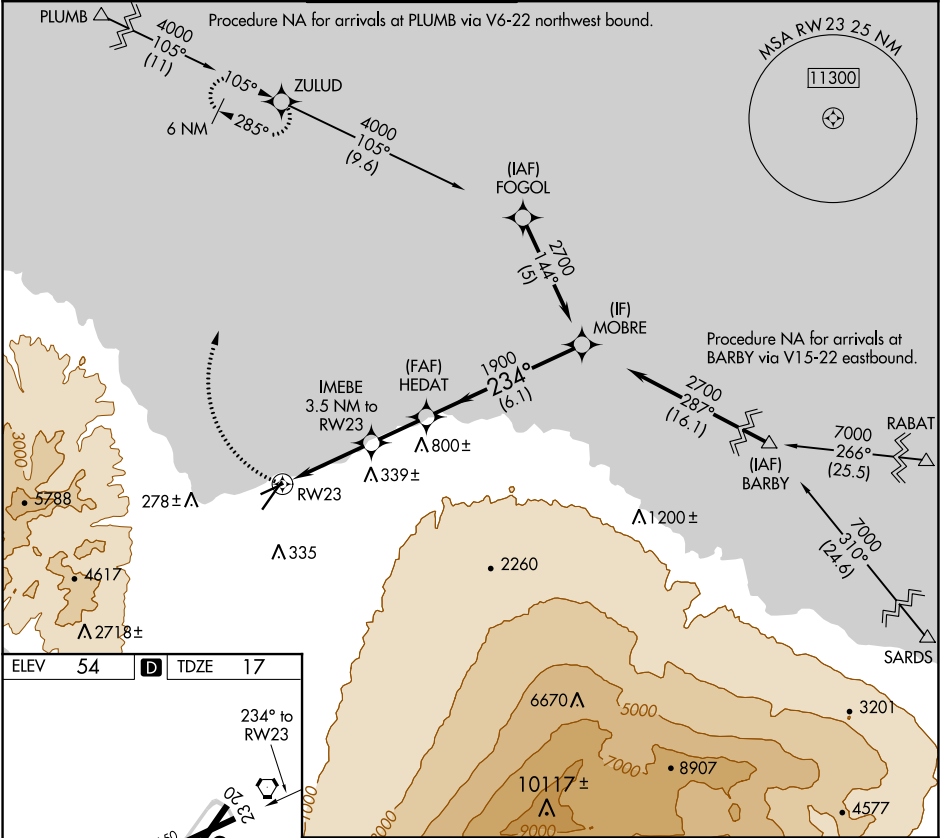 PLUMB
Procedure NA for arrivals at PLUMB via V6-22 northwest bound.
4000
105°
(11)
105°
ZULUD
6 NM
285°
4000
105°
(9.6)
MSA RW23 25 NM
11300
(IAF)
FOGOL
2700
144°
(5)
(IF)
MOBRE
Procedure NA for arrivals at
BARBY via V15-22 eastbound.
1900
234°
(6.1)
(FAF)
HEDAT
IMEBE
3.5 NM to
RW23
2700
287°
(16.1)
(IAF)
BARBY
7000
266°
(25.5)
RABAT
7000
310°
(24.6)
SARDS
800±
339±
RW23
278±
335
1200±
3000
5788
4617
2718±
2260
6670
5000
7000
8907
10117±
9000
3201
4577
1000
ELEV 54 D TDZE 17
234° to
RW23
20
23